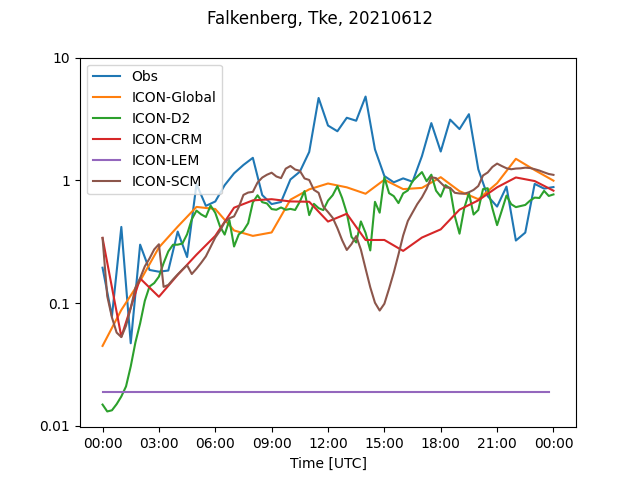 Falkenberg, Tke, 20210612
10
1
0.1
0.01
Obs
ICON-Global
ICON-D2
ICON-CRM
ICON-LEM
ICON-SCM
00:00 03:00 06:00 09:00 12:00 15:00 18:00 21:00 00:00
Time [UTC]